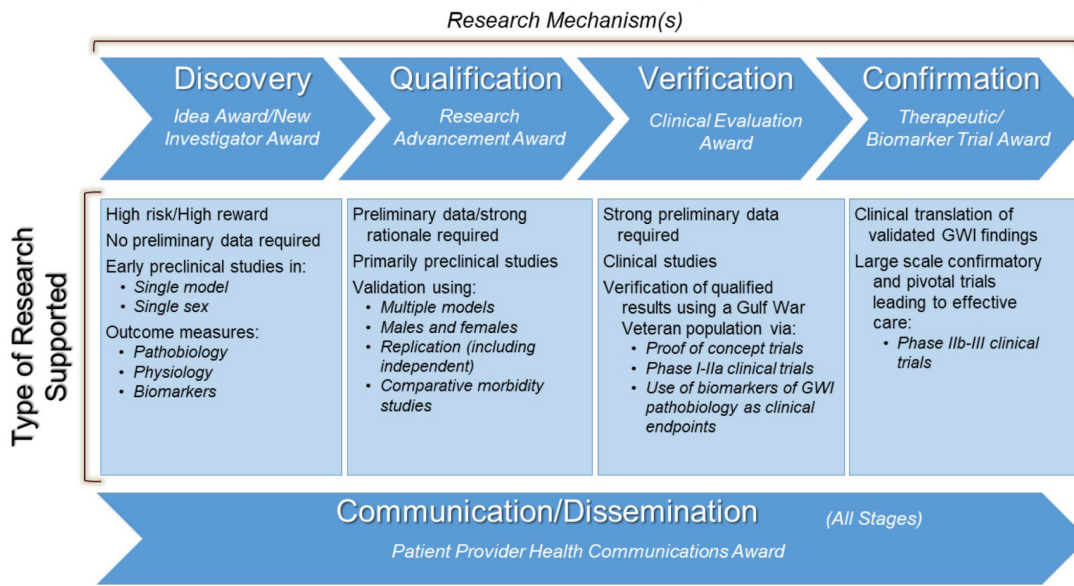 Research Mechanism(s)
Discovery
Idea Award/New
Investigator Award
Qualification
Research
Advancement Award
Verification
Clinical Evaluation
Award
Confirmation
Therapeutic/
Biomarker Trial Award
Type of Research
Supported
High risk/High reward
No preliminary data required
Early preclinical studies in:
• Single model
• Single sex
Outcome measures:
• Pathobiology
• Physiology
• Biomarkers
Preliminary data/strong
rationale required
Primarily preclinical studies
Validation using:
• Multiple models
• Males and females
• Replication (including
independent)
• Comparative morbidity
studies
Strong preliminary data
required
Clinical studies
Verification of qualified
results using a Gulf War
Veteran population via:
• Proof of concept trials
• Phase I-IIa clinical trials
• Use of biomarkers of GWI
pathobiology as clinical
endpoints
Clinical translation of
validated GWI findings
Large scale confirmatory
and pivotal trials
leading to effective
care:
• Phase IIb-III clinical
trials
Communication/Dissemination (All Stages)
Patient Provider Health Communications Award